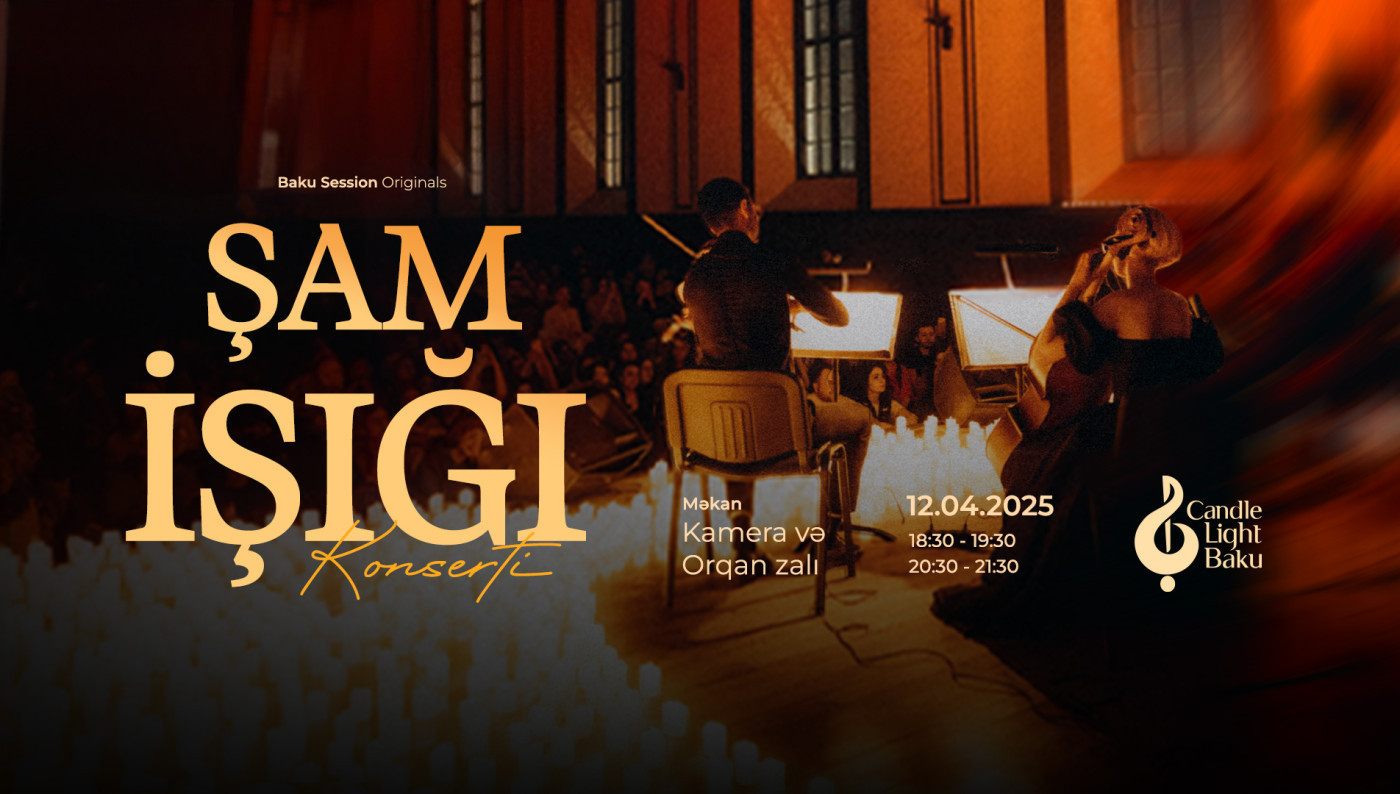 Baku Session Originals
ŞAM
İŞIĞI
Konserti
Məkan
Kamera və
Orqan zalı
12.04.2025
18:30 - 19:30
20:30 - 21:30
Candle
Light
Baku